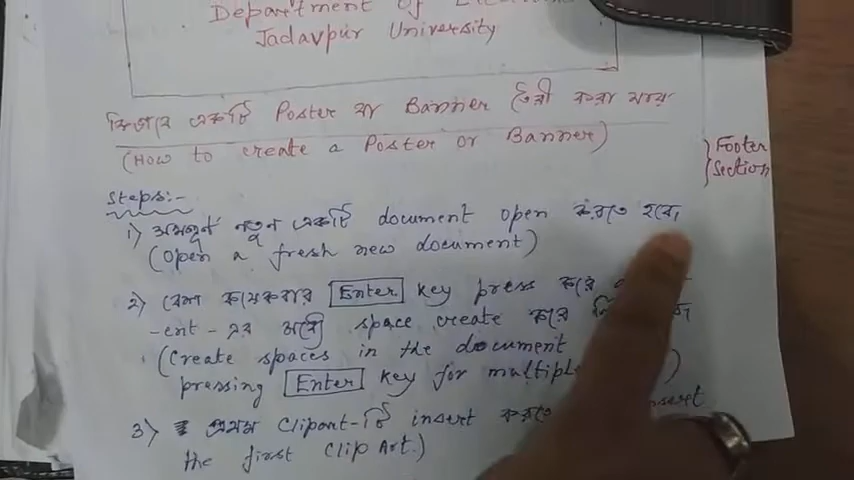 Department of
Jadavpur University
কিভাবে একটি Poster বা Banner তৈরী করা যায়
(How to create a Poster or Banner)
Footer
Section
Steps:-
1) সম্পূর্ণ নতুন একটি document open করতে হবে।
(Open a fresh new document)
2) বেশ কয়েকবার Enter key press করে
-ent-এর মধ্যে space create করে
(Create spaces in the document
pressing Enter key for
3) প্রথম Clipart-টি insert করতে
the first Clip Art.)